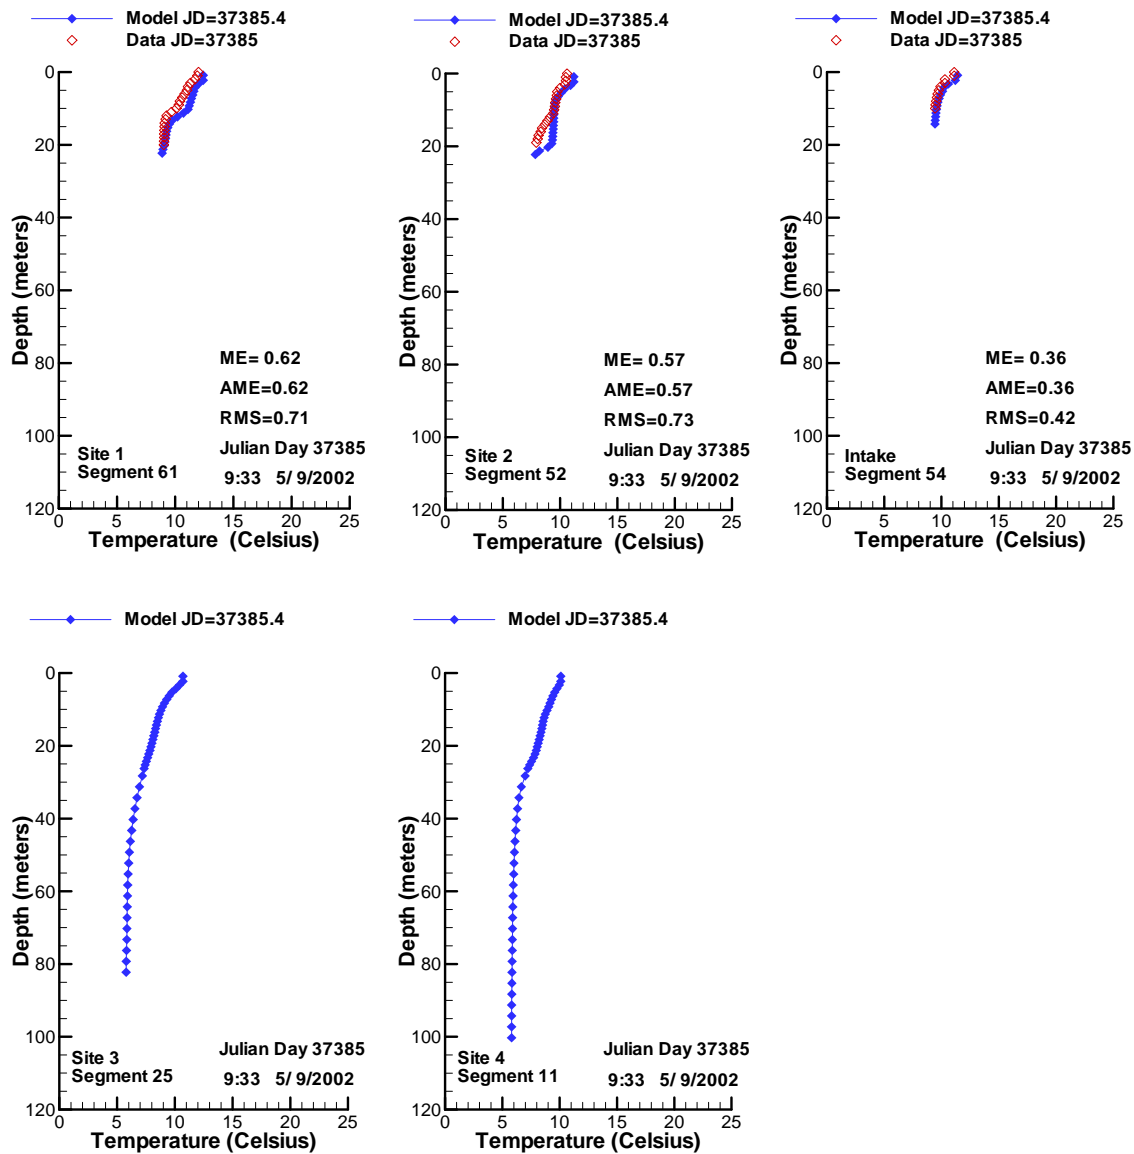 Model JD=37385.4
Data JD=37385
0
20
40
60
80
100
120
Depth (meters)
ME= 0.62
AME=0.62
RMS=0.71
Julian Day 37385
9:33 5/ 9/2002
Site 1
Segment 61
0 5 10 15 20 25
Temperature (Celsius)
Model JD=37385.4
Data JD=37385
0
20
40
60
80
100
120
Depth (meters)
ME= 0.57
AME=0.57
RMS=0.73
Julian Day 37385
9:33 5/ 9/2002
Site 2
Segment 52
0 5 10 15 20 25
Temperature (Celsius)
Model JD=37385.4
Data JD=37385
0
20
40
60
80
100
120
Depth (meters)
ME= 0.36
AME=0.36
RMS=0.42
Julian Day 37385
9:33 5/ 9/2002
Intake
Segment 54
0 5 10 15 20 25
Temperature (Celsius)
Model JD=37385.4
0
20
40
60
80
100
120
Depth (meters)
Julian Day 37385
9:33 5/ 9/2002
Site 3
Segment 25
0 5 10 15 20 25
Temperature (Celsius)
Model JD=37385.4
0
20
40
60
80
100
120
Depth (meters)
Julian Day 37385
9:33 5/ 9/2002
Site 4
Segment 11
0 5 10 15 20 25
Temperature (Celsius)